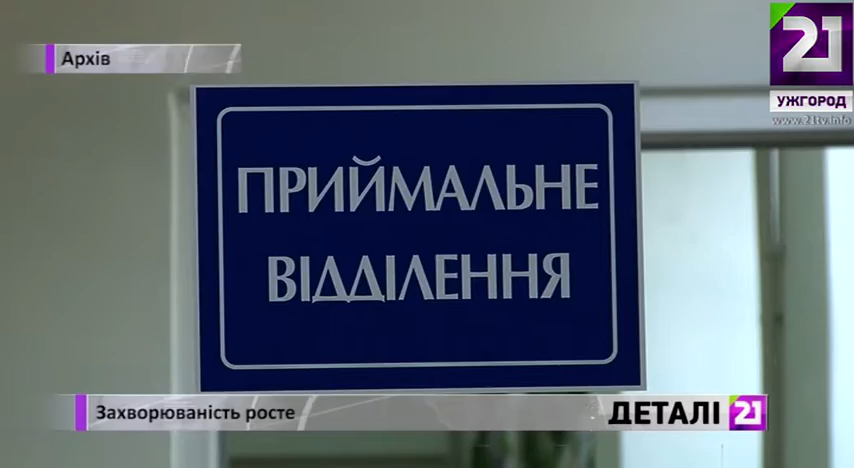 Архів
21
УЖГОРОД
www.21tv.info
ПРИЙМАЛЬНЕ
ВІДДІЛЕННЯ
Захворюваність росте
ДЕТАЛІ 21